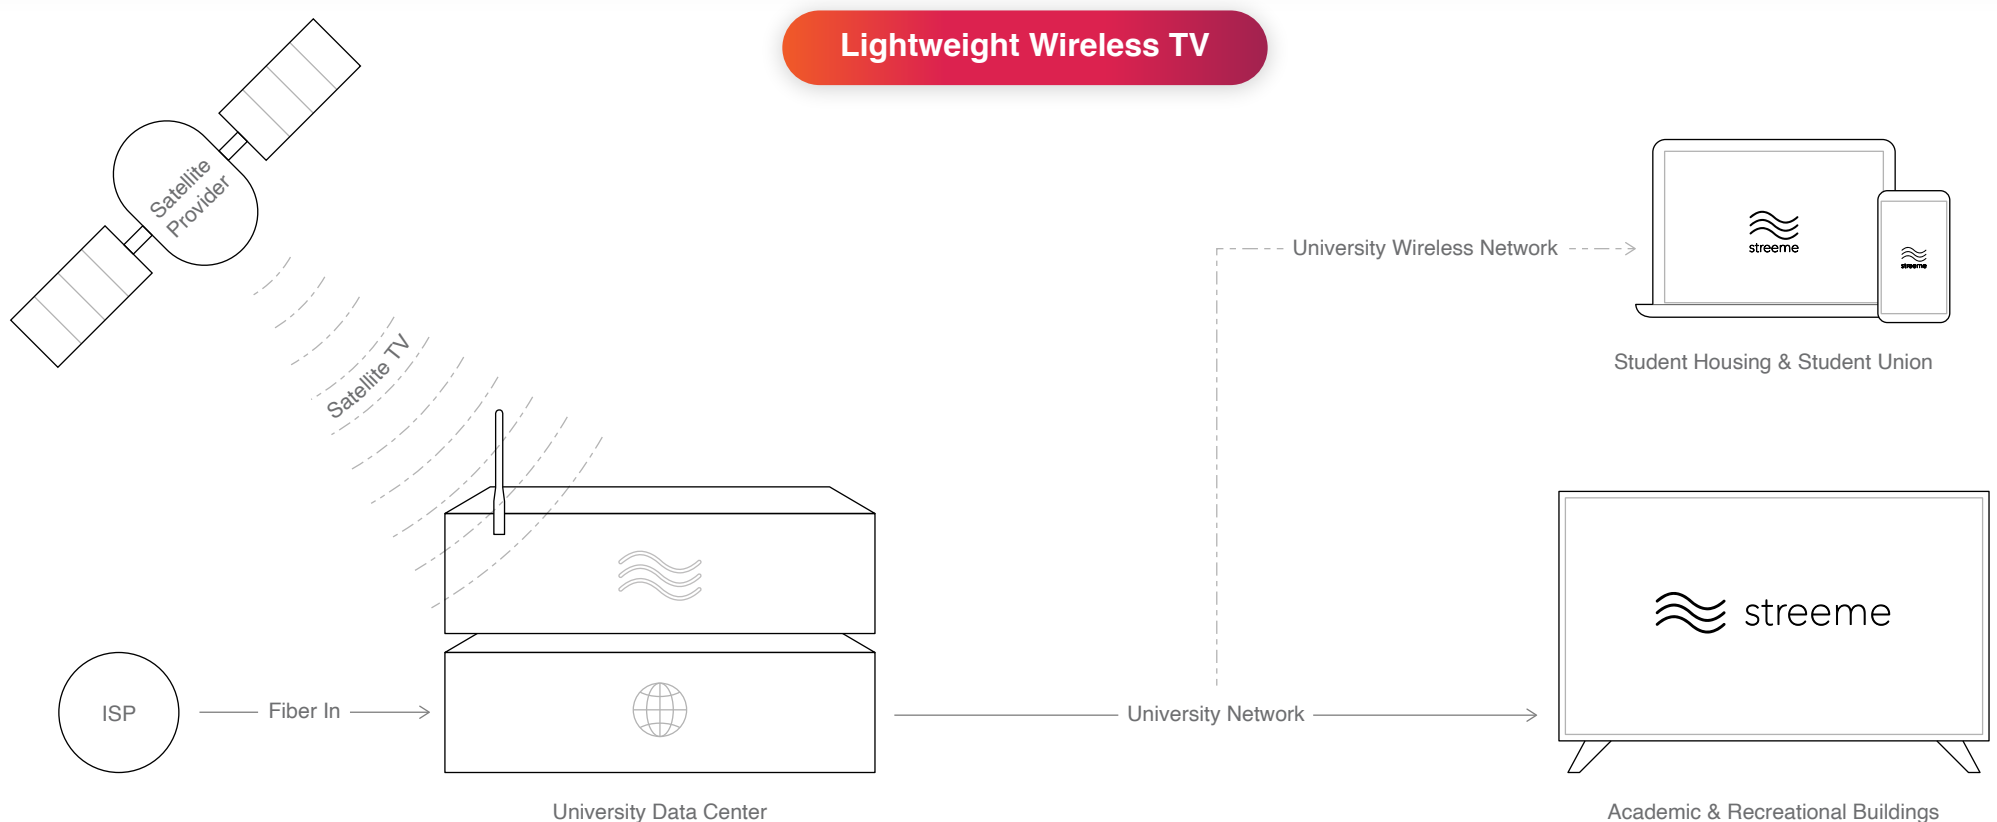 Lightweight Wireless TV
Satellite
Provider
Satellite TV
University Wireless Network
streeme
streeme
Student Housing & Student Union
streeme
ISP
Fiber In
University Network
University Data Center
Academic & Recreational Buildings